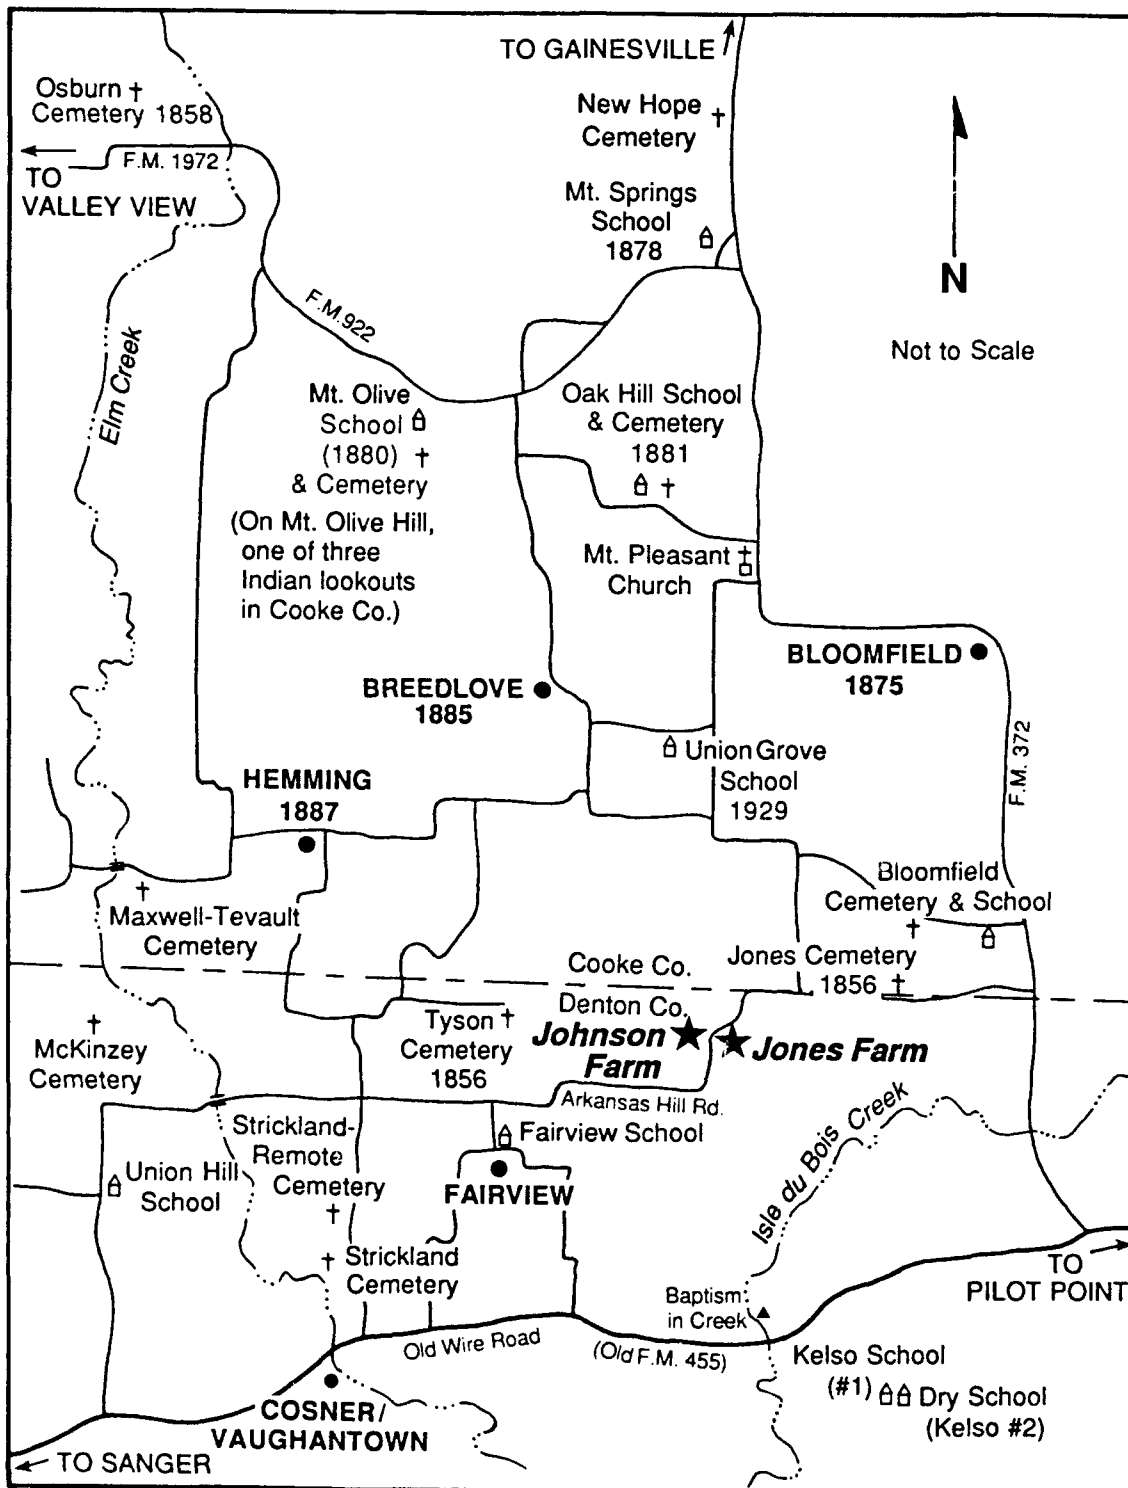 TO GAINESVILLE
Osburn
Cemetery 1858
New Hope
Cemetery
F.M. 1972
TO
VALLEY VIEW
Mt. Springs
School
1878
N
F.M. 922
Not to Scale
Elm Creek
Mt. Olive
School
(1880)
& Cemetery
(On Mt. Olive Hill,
one of three
Indian lookouts
in Cooke Co.)
Oak Hill School
& Cemetery
1881
Mt. Pleasant
Church
BLOOMFIELD
1875
BREEDLOVE
1885
F.M. 372
Union Grove
School
1929
HEMMING
1887
Bloomfield
Cemetery & School
Maxwell-Tevault
Cemetery
Jones Cemetery
1856
Cooke Co.
Denton Co.
McKinzey
Cemetery
Tyson
Cemetery
1856
Johnson
Farm
Jones Farm
Arkansas Hill Rd.
Isle du Bois Creek
Strickland-
Remote
Cemetery
Fairview School
Union Hill
School
FAIRVIEW
Strickland
Cemetery
TO
PILOT POINT
Baptism
in Creek
Old Wire Road
(Old F.M. 455)
Kelso School
(#1)
Dry School
(Kelso #2)
COSNER/
VAUGHANTOWN
TO SANGER